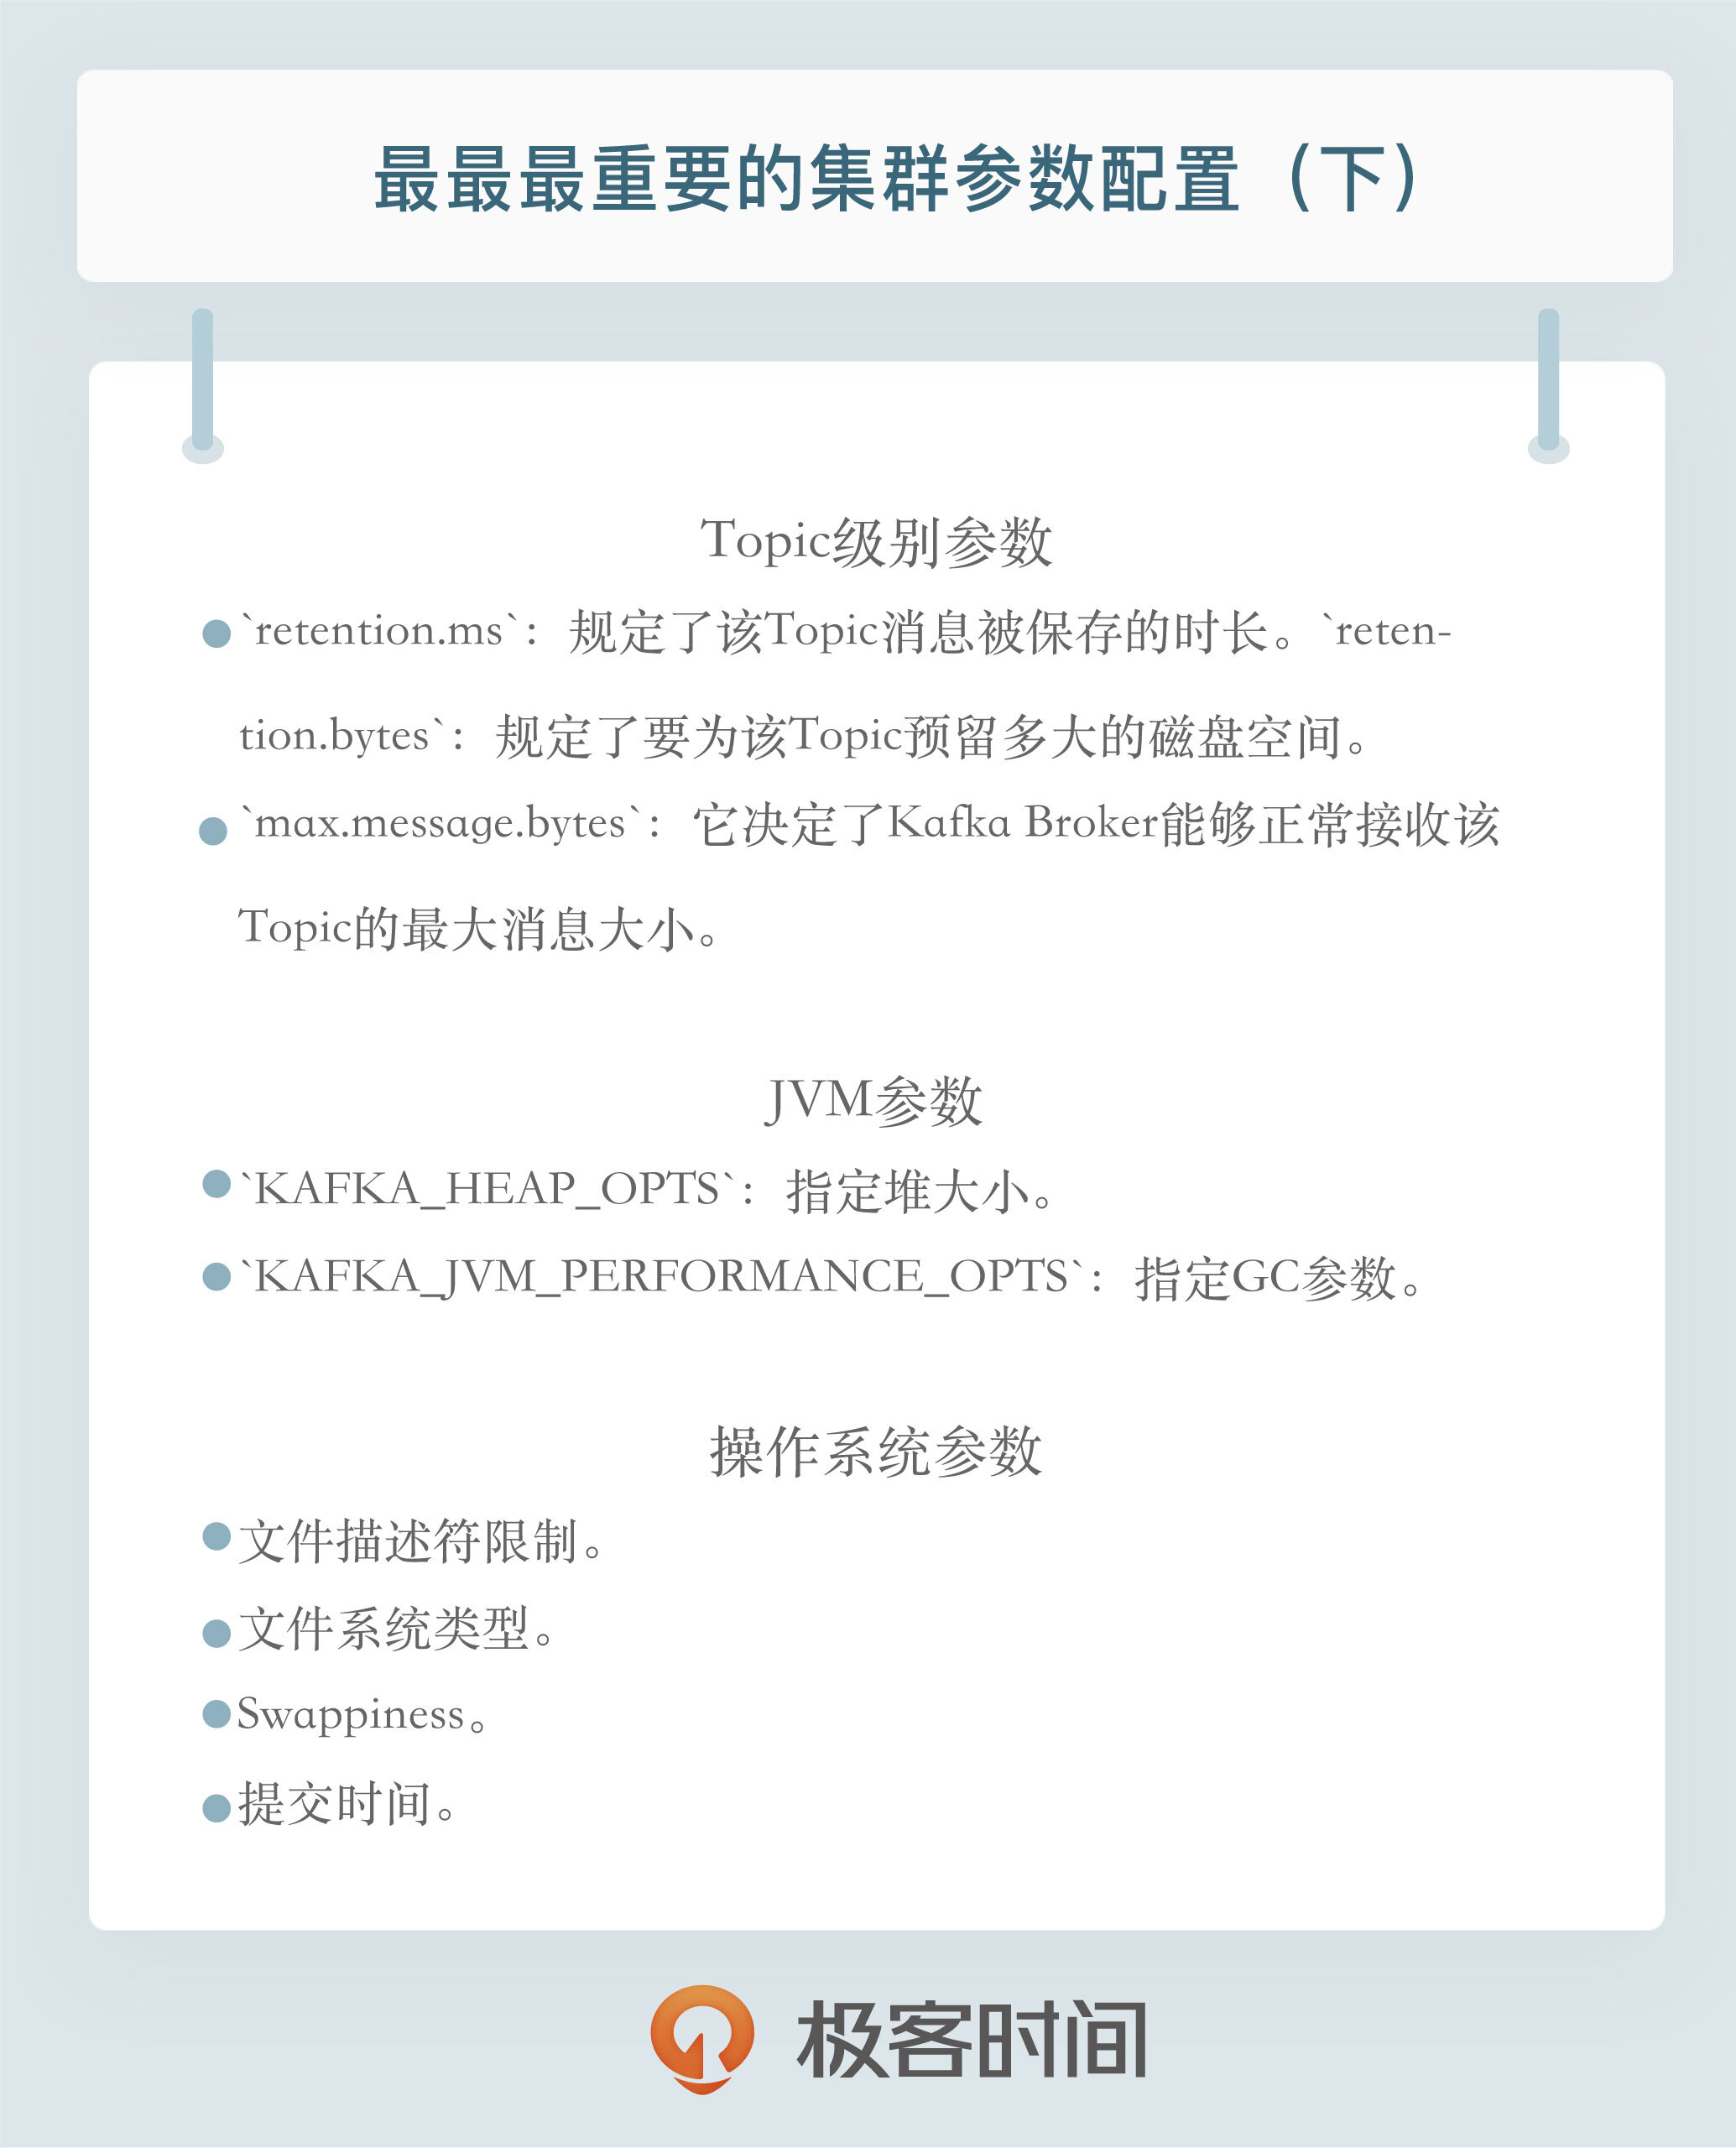 最最最重要的集群参数配置（下）
Topic级别参数
`retention.ms`：规定了该Topic消息被保存的时长。`reten-
tion.bytes`：规定了要为该Topic预留多大的磁盘空间。
`max.message.bytes`：它决定了Kafka Broker能够正常接收该
Topic的最大消息大小。
JVM参数
`KAFKA_HEAP_OPTS`：指定堆大小。
`KAFKA_JVM_PERFORMANCE_OPTS`：指定GC参数。
操作系统参数
文件描述符限制。
文件系统类型。
Swappiness。
提交时间。
极客时间